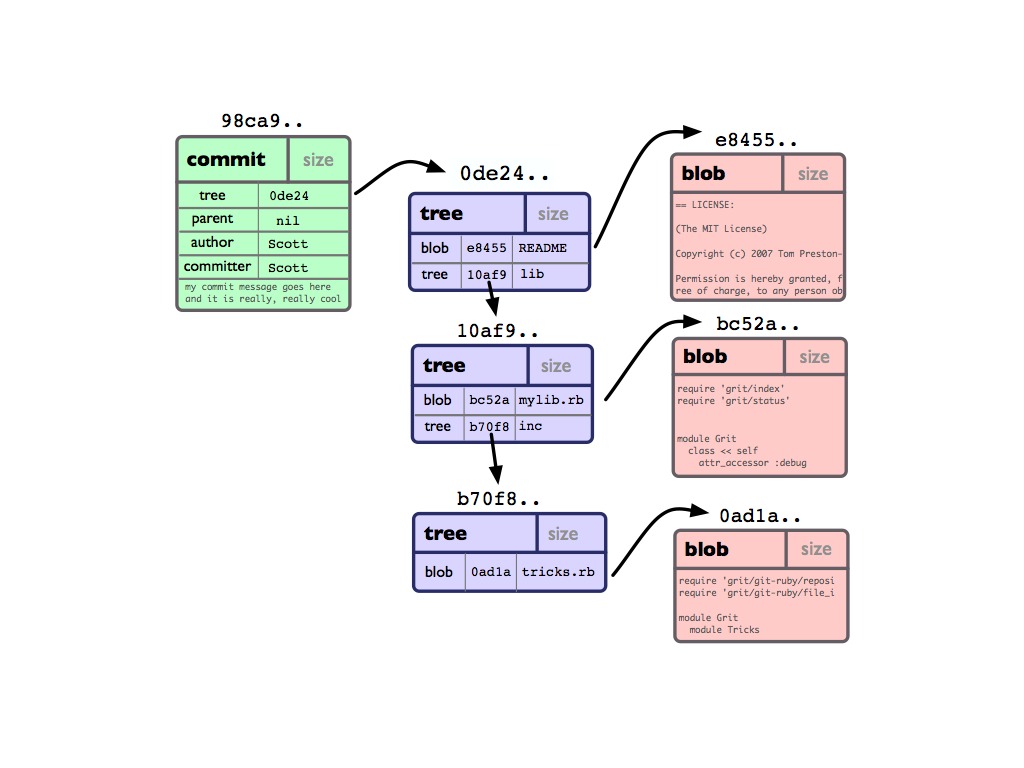 98ca9..
commit size
tree 0de24
parent nil
author Scott
committer Scott
my commit message goes here
and it is really, really cool
0de24..
tree size
blob e8455 README
tree 10af9 lib
10af9..
tree size
blob bc52a mylib.rb
tree b70f8 inc
b70f8..
tree size
blob 0ad1a tricks.rb
e8455..
blob size
== LICENSE:
(The MIT License)
Copyright (c) 2007 Tom Preston-
Permission is hereby granted, f
ree of charge, to any person ob
bc52a..
blob size
require 'grit/index'
require 'grit/status'
module Grit
class << self
attr_accessor :debug
0ad1a..
blob size
require 'grit/git-ruby/reposi
require 'grit/git-ruby/file_i
module Grit
module Tricks